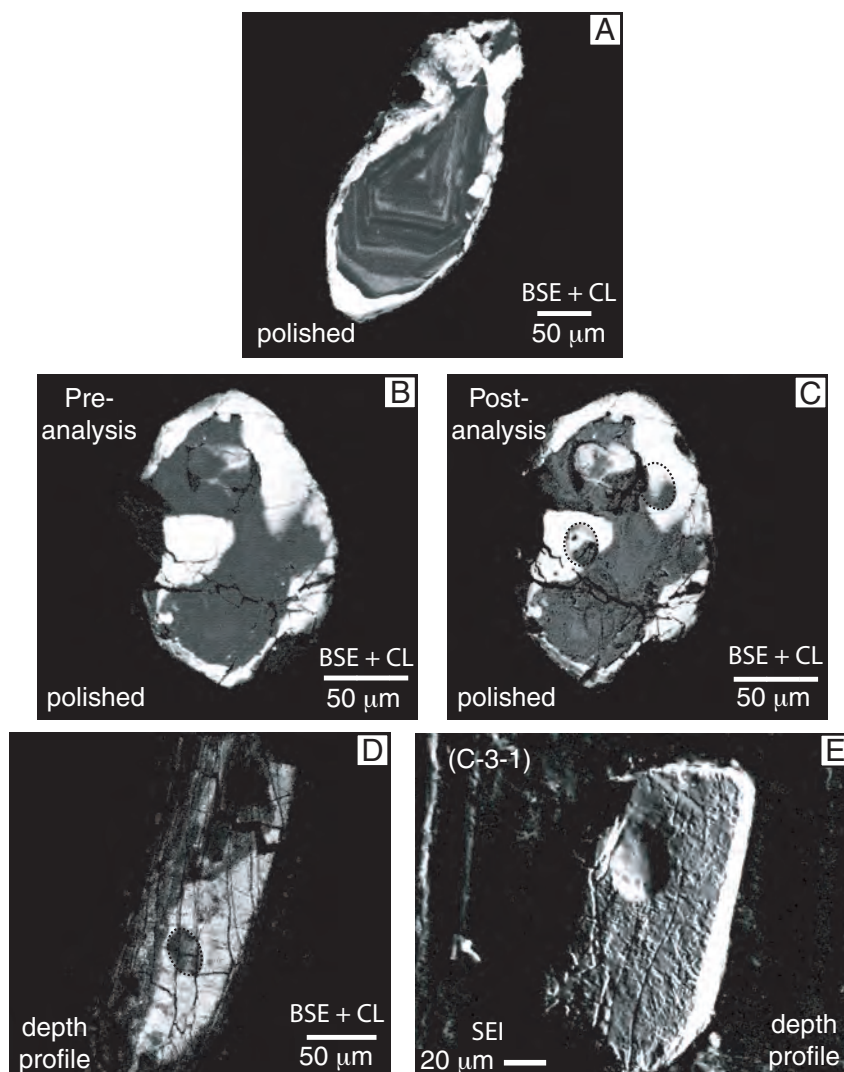 A
BSE + CL
50 μm
polished
Pre-
analysis
B
BSE + CL
50 μm
polished
Post-
analysis
C
BSE + CL
50 μm
polished
D
BSE + CL
50 μm
depth
profile
(C-3-1)
E
SEI
20 μm
depth
profile